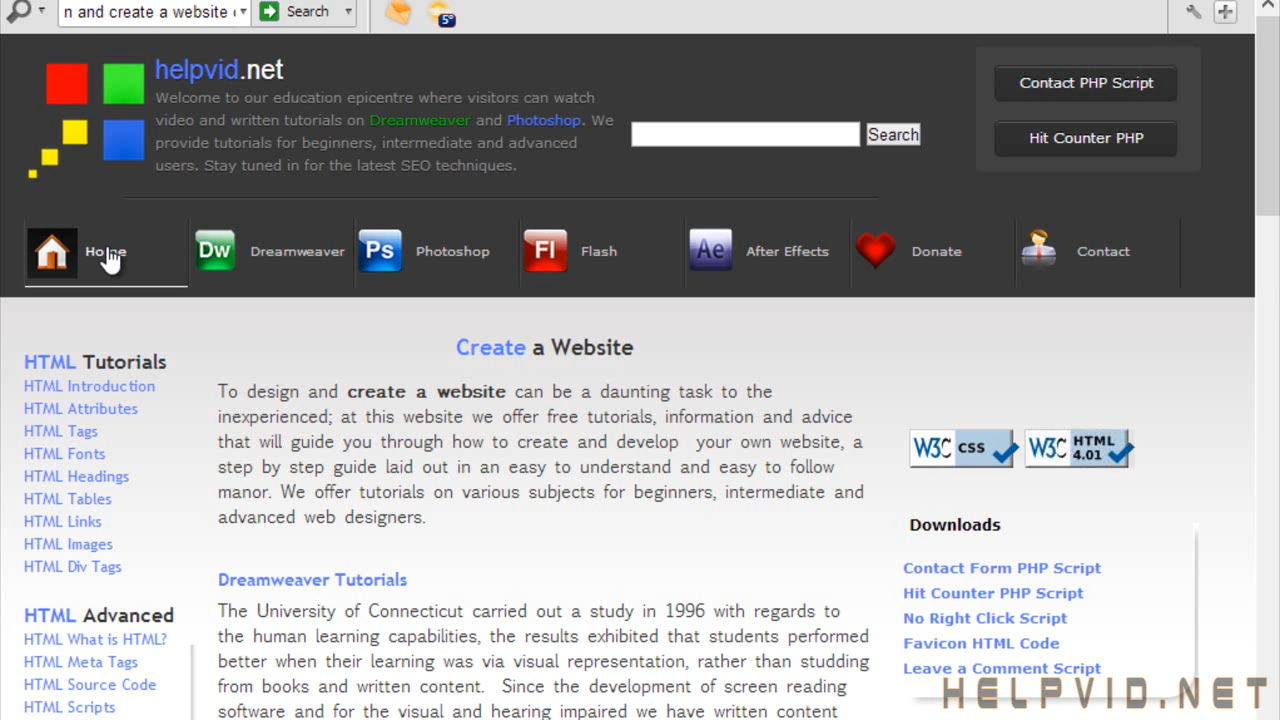 n and create a website
Search
5°
helpvid.net
Welcome to our education epicentre where visitors can watch
video and written tutorials on Dreamweaver and Photoshop. We
provide tutorials for beginners, intermediate and advanced
users. Stay tuned in for the latest SEO techniques.
Search
Contact PHP Script
Hit Counter PHP
Home
Dw Dreamweaver
Ps Photoshop
Fl Flash
Ae After Effects
Donate
Contact
HTML Tutorials
HTML Introduction
HTML Attributes
HTML Tags
HTML Fonts
HTML Headings
HTML Tables
HTML Links
HTML Images
HTML Div Tags
HTML Advanced
HTML What is HTML?
HTML Meta Tags
HTML Source Code
HTML Scripts
Create a Website
To design and create a website can be a daunting task to the
inexperienced; at this website we offer free tutorials, information and advice
that will guide you through how to create and develop your own website, a
step by step guide laid out in an easy to understand and easy to follow
manor. We offer tutorials on various subjects for beginners, intermediate and
advanced web designers.
Dreamweaver Tutorials
The University of Connecticut carried out a study in 1996 with regards to
the human learning capabilities, the results exhibited that students performed
better when their learning was via visual representation, rather than studding
from books and written content. Since the development of screen reading
software and for the visual and hearing impaired we have written content
W3C CSS
W3C HTML 4.01
Downloads
Contact Form PHP Script
Hit Counter PHP Script
No Right Click Script
Favicon HTML Code
Leave a Comment Script
HELPVID.NET